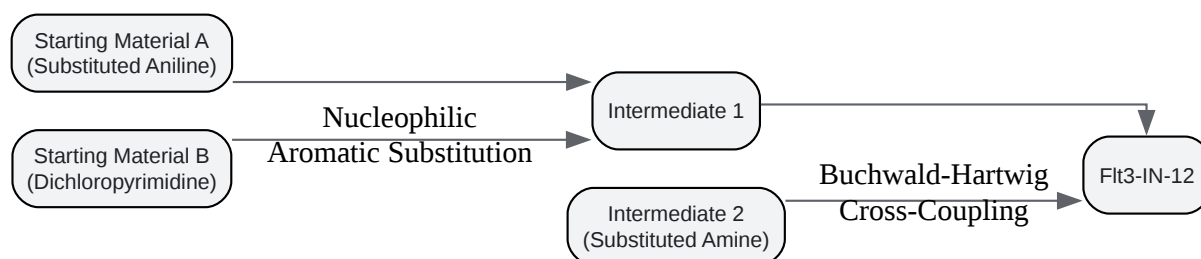 Starting Material A
(Substituted Aniline)
Nucleophilic
Aromatic Substitution
Starting Material B
(Dichloropyrimidine)
Intermediate 1
Intermediate 2
(Substituted Amine)
Buchwald-Hartwig
Cross-Coupling
Flt3-IN-12